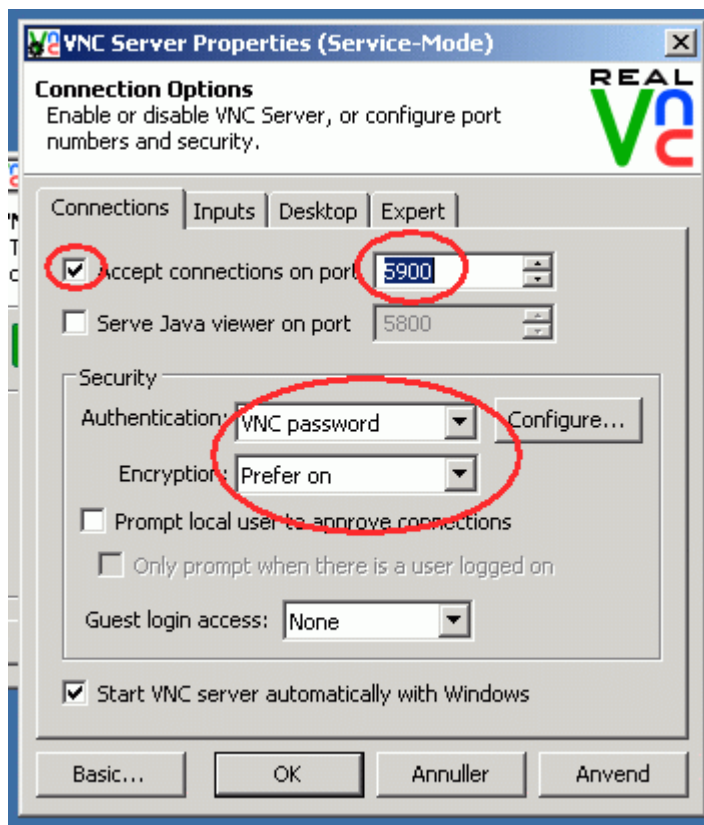 VNC Server Properties (Service-Mode)
Connection Options
Enable or disable VNC Server, or configure port
numbers and security.
REAL
VNC
Connections Inputs Desktop Expert
Accept connections on port 5900
Serve Java viewer on port 5800
Security
Authentication: VNC password Configure...
Encryption: Prefer on
Prompt local user to approve connections
Only prompt when there is a user logged on
Guest login access: None
Start VNC server automatically with Windows
Basic... OK Annuller Anvend